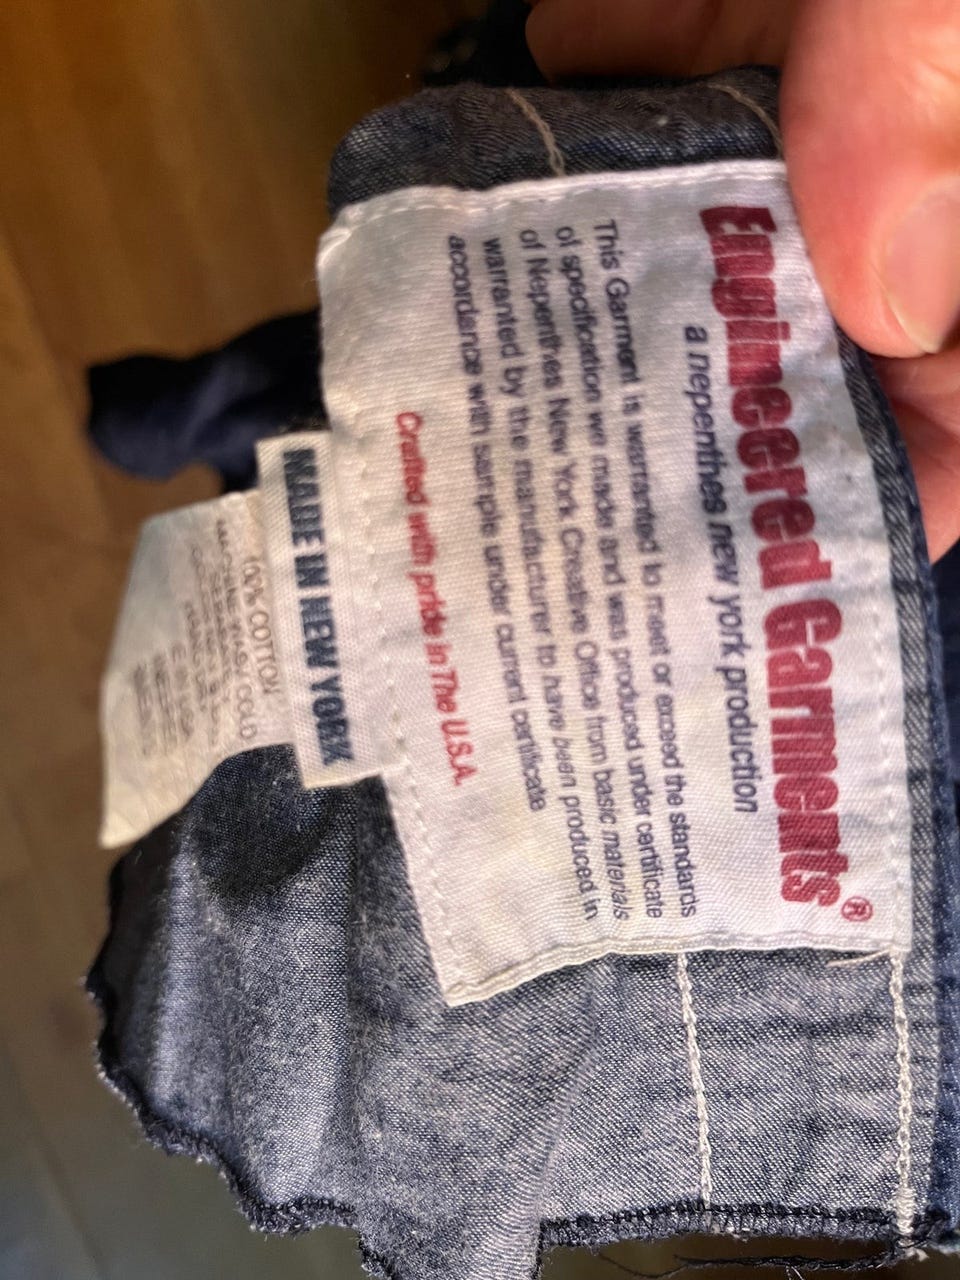 Engineered Garments®
a nepenthes new york production
This Garment is warranted to meet or exceed the standards
of specification we made and was produced under certificate
of Nepenthes New York Creative Office from basic materials
warranted by the manufacturer to have been produced in
accordance with sample under current certificate
Crafted with pride in The U.S.A.
MADE IN NEW YORK
100% COTTON
MACHINE WASH COLD